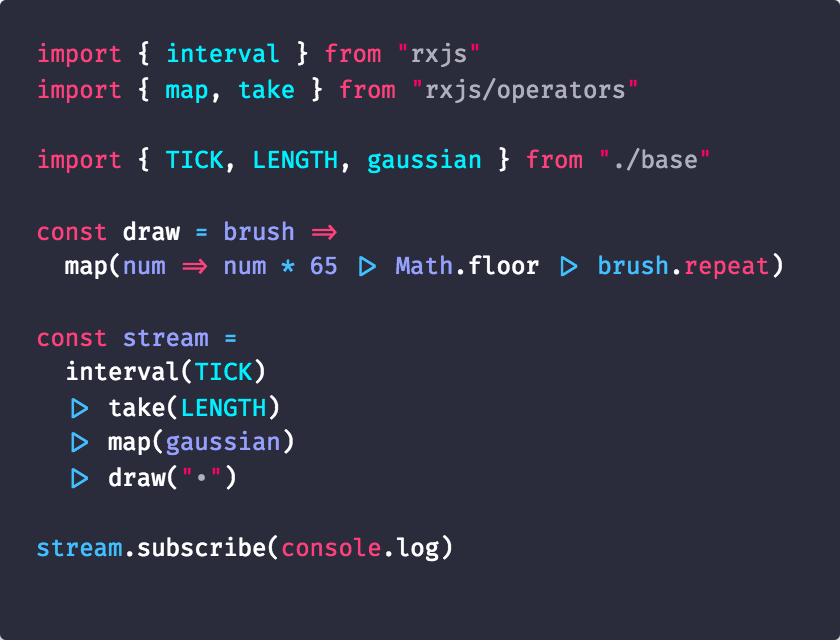 import { interval } from "rxjs"
import { map, take } from "rxjs/operators"
import { TICK, LENGTH, gaussian } from "./base"
const draw = brush =>
map(num => num * 65 |> Math.floor |> brush.repeat)
const stream =
interval(TICK)
|> take(LENGTH)
|> map(gaussian)
|> draw("•")
stream.subscribe(console.log)